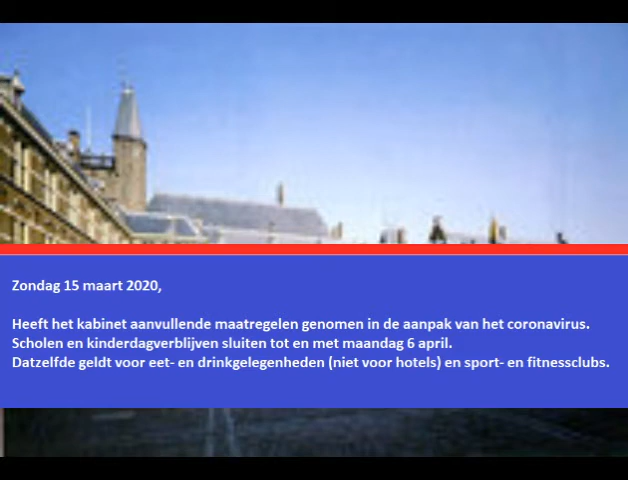 Zondag 15 maart 2020,
Heeft het kabinet aanvullende maatregelen genomen in de aanpak van het coronavirus.
Scholen en kinderdagverblijven sluiten tot en met maandag 6 april.
Datzelfde geldt voor eet- en drinkgelegenheden (niet voor hotels) en sport- en fitnessclubs.